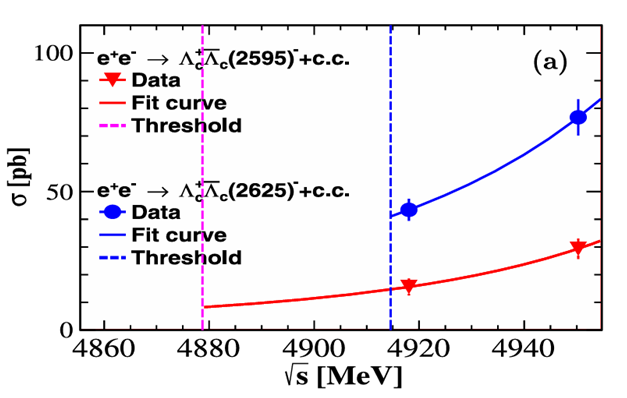 100
50
0
σ [pb]
(a)
e⁺e⁻ → Λc⁺Λ̅c(2595)⁻+c.c.
Data
Fit curve
Threshold
e⁺e⁻ → Λc⁺Λ̅c(2625)⁻+c.c.
Data
Fit curve
Threshold
4860 4880 4900 4920 4940
√s [MeV]